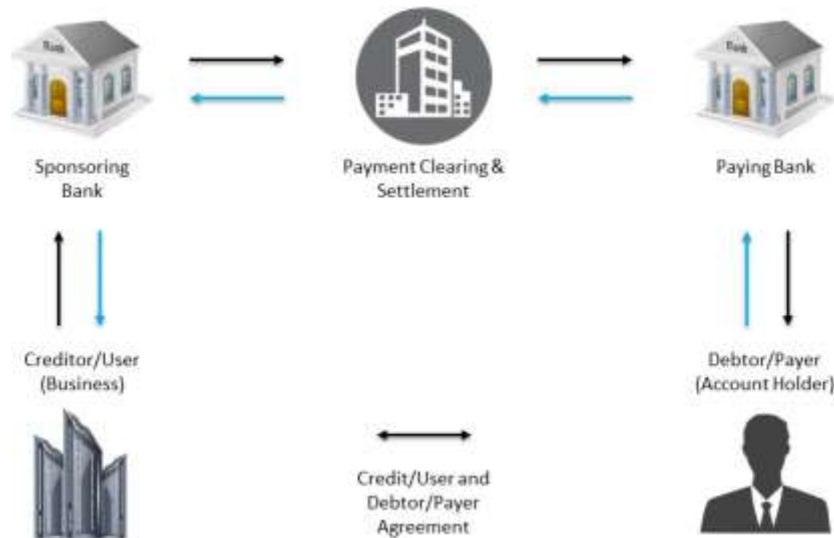 Bank
Bank
Sponsoring
Bank
Payment Clearing &
Settlement
Paying Bank
Creditor/User
(Business)
Debtor/Payer
(Account Holder)
Credit/User and
Debtor/Payer
Agreement